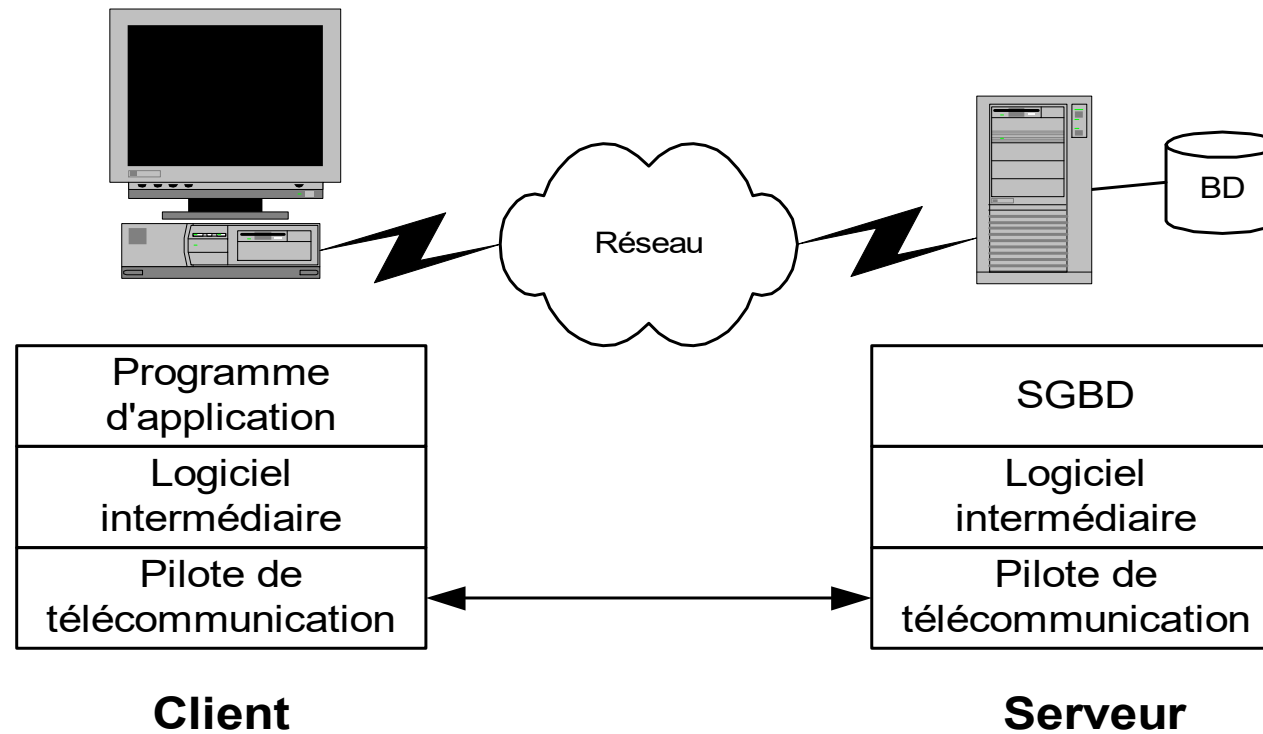 Réseau
BD
Programme
d'application
Logiciel
intermédiaire
Pilote de
télécommunication
Client
SGBD
Logiciel
intermédiaire
Pilote de
télécommunication
Serveur